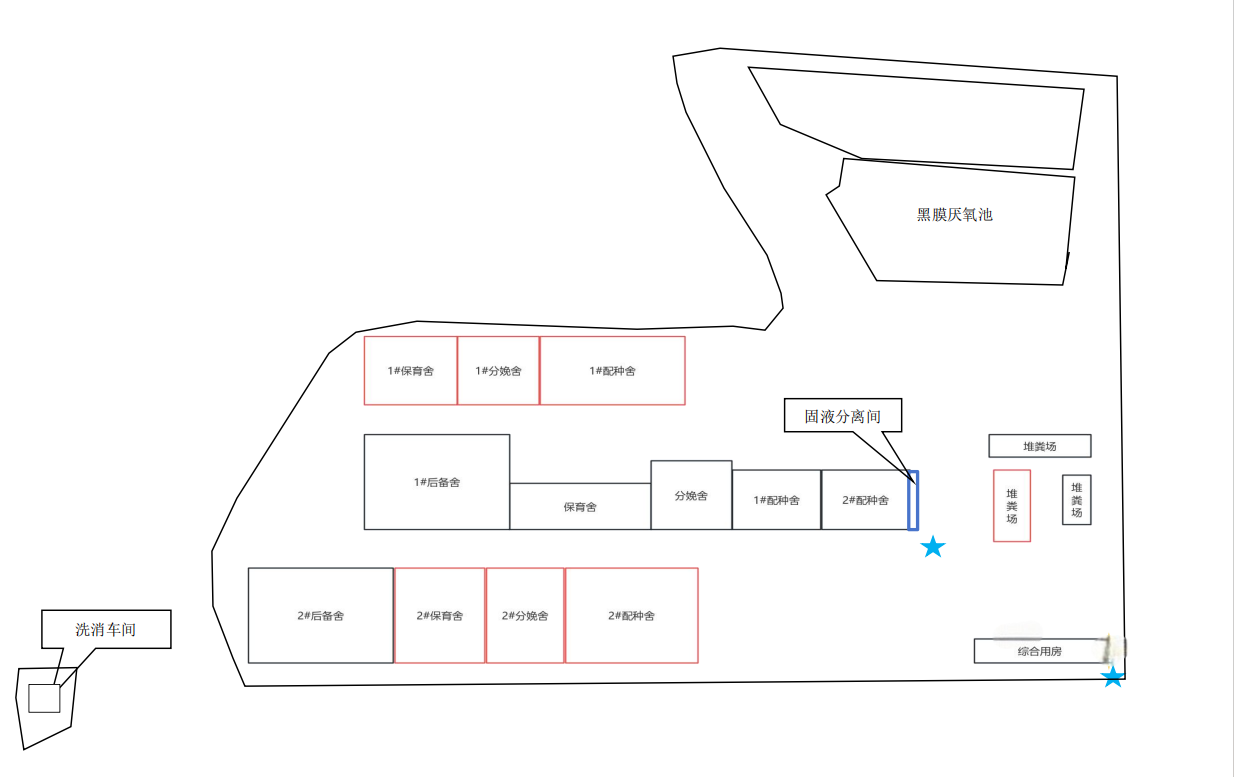 黑膜厌氧池
1#保育舍
1#分娩舍
1#配种舍
固液分离间
堆粪场
1#后备舍
保育舍
分娩舍
1#配种舍
2#配种舍
堆粪场
堆粪场
2#后备舍
2#保育舍
2#分娩舍
2#配种舍
洗消车间
综合用房